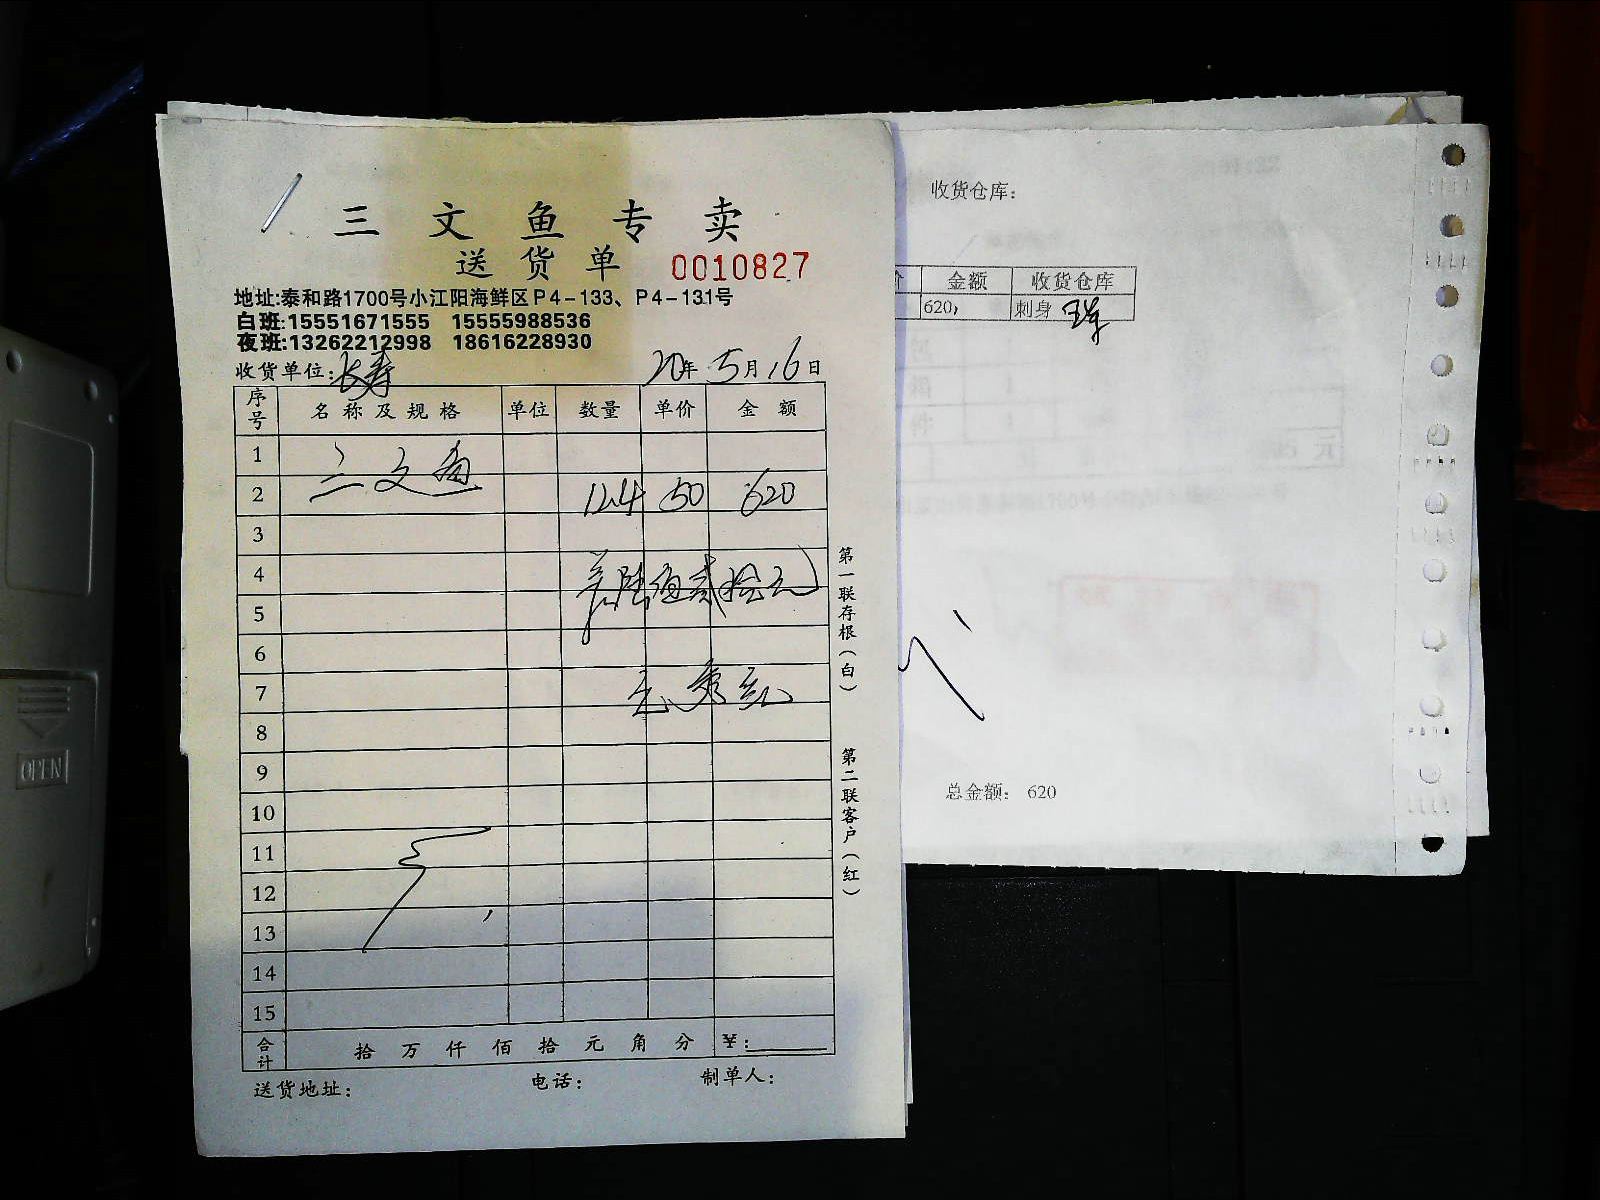 三文鱼专卖
送货单 0010827
地址:泰和路1700号小江阳海鲜区P4-133、P4-131号
白班:15551671555 15555988536
夜班:13262212998 18616228930
收货单位:长寿 20年5月16日
序号 名称及规格 单位 数量 单价 金额
1 三文鱼
2 12.4 50 620
3
4
5
6
7
8
9
10
11
12
13
14
15
合计 拾万仟佰拾元角分 ¥:
送货地址: 电话: 制单人:
第一联存根(白)
第二联客户(红)
收货仓库:
价 金额 收货仓库
620, 刺身
总金额: 620
OPEN